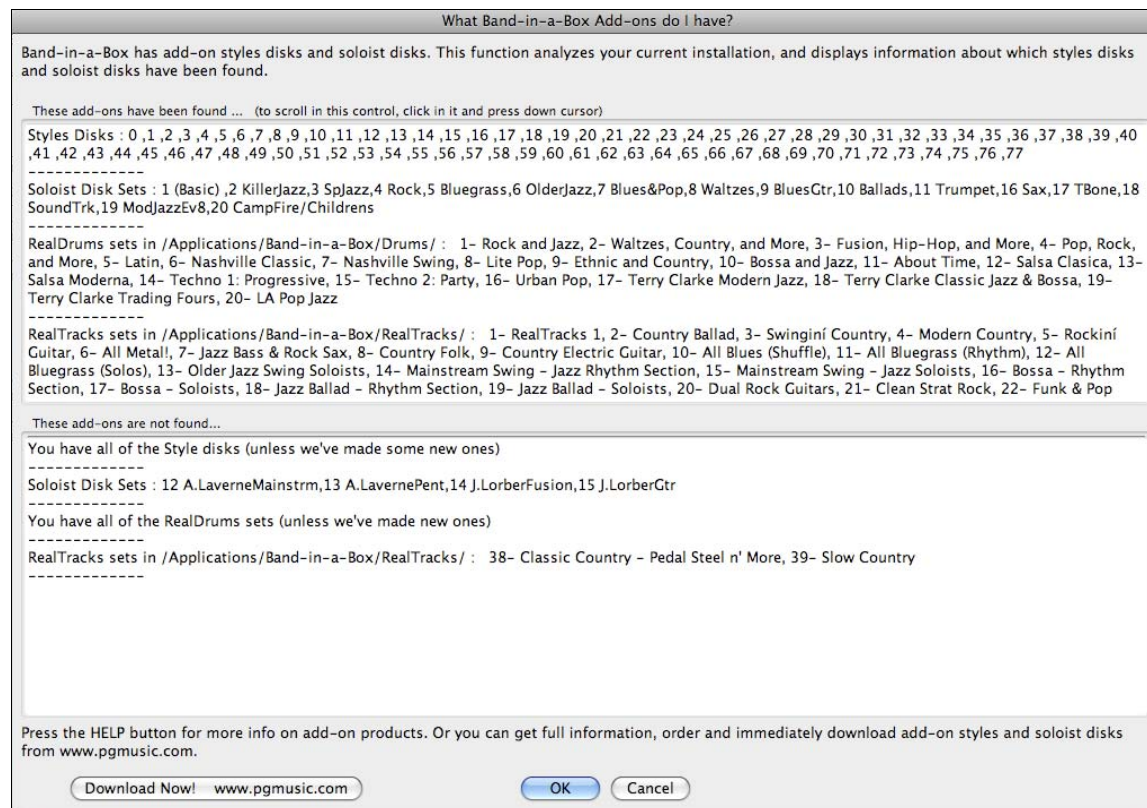 What Band-in-a-Box Add-ons do I have?
Band-in-a-Box has add-on styles disks and soloist disks. This function analyzes your current installation, and displays information about which styles disks
and soloist disks have been found.
These add-ons have been found ... (to scroll in this control, click in it and press down cursor)
Styles Disks : 0 ,1 ,2 ,3 ,4 ,5 ,6 ,7 ,8 ,9 ,10 ,11 ,12 ,13 ,14 ,15 ,16 ,17 ,18 ,19 ,20 ,21 ,22 ,23 ,24 ,25 ,26 ,27 ,28 ,29 ,30 ,31 ,32 ,33 ,34 ,35 ,36 ,37 ,38 ,39 ,40
,41 ,42 ,43 ,44 ,45 ,46 ,47 ,48 ,49 ,50 ,51 ,52 ,53 ,54 ,55 ,56 ,57 ,58 ,59 ,60 ,61 ,62 ,63 ,64 ,65 ,66 ,67 ,68 ,69 ,70 ,71 ,72 ,73 ,74 ,75 ,76 ,77
-------------
Soloist Disk Sets : 1 (Basic) ,2 KillerJazz,3 SpJazz,4 Rock,5 Bluegrass,6 OlderJazz,7 Blues&Pop,8 Waltzes,9 BluesGtr,10 Ballads,11 Trumpet,16 Sax,17 TBone,18
SoundTrk,19 ModJazzEv8,20 CampFire/Childrens
-------------
RealDrums sets in /Applications/Band-in-a-Box/Drums/ : 1- Rock and Jazz, 2- Waltzes, Country, and More, 3- Fusion, Hip-Hop, and More, 4- Pop, Rock,
and More, 5- Latin, 6- Nashville Classic, 7- Nashville Swing, 8- Lite Pop, 9- Ethnic and Country, 10- Bossa and Jazz, 11- About Time, 12- Salsa Clasica, 13-
Salsa Moderna, 14- Techno 1: Progressive, 15- Techno 2: Party, 16- Urban Pop, 17- Terry Clarke Modern Jazz, 18- Terry Clarke Classic Jazz & Bossa, 19-
Terry Clarke Trading Fours, 20- LA Pop Jazz
-------------
RealTracks sets in /Applications/Band-in-a-Box/RealTracks/ : 1- RealTracks 1, 2- Country Ballad, 3- Swinginí Country, 4- Modern Country, 5- Rockiní
Guitar, 6- All Metal!, 7- Jazz Bass & Rock Sax, 8- Country Folk, 9- Country Electric Guitar, 10- All Blues (Shuffle), 11- All Bluegrass (Rhythm), 12- All
Bluegrass (Solos), 13- Older Jazz Swing Soloists, 14- Mainstream Swing - Jazz Rhythm Section, 15- Mainstream Swing - Jazz Soloists, 16- Bossa - Rhythm
Section, 17- Bossa - Soloists, 18- Jazz Ballad - Rhythm Section, 19- Jazz Ballad - Soloists, 20- Dual Rock Guitars, 21- Clean Strat Rock, 22- Funk & Pop
These add-ons are not found...
You have all of the Style disks (unless we've made some new ones)
-------------
Soloist Disk Sets : 12 A.LaverneMainstrm,13 A.LavernePent,14 J.LorberFusion,15 J.LorberGtr
-------------
You have all of the RealDrums sets (unless we've made new ones)
-------------
RealTracks sets in /Applications/Band-in-a-Box/RealTracks/ : 38- Classic Country - Pedal Steel n' More, 39- Slow Country
-------------
Press the HELP button for more info on add-on products. Or you can get full information, order and immediately download add-on styles and soloist disks
from www.pgmusic.com.
Download Now! www.pgmusic.com OK Cancel